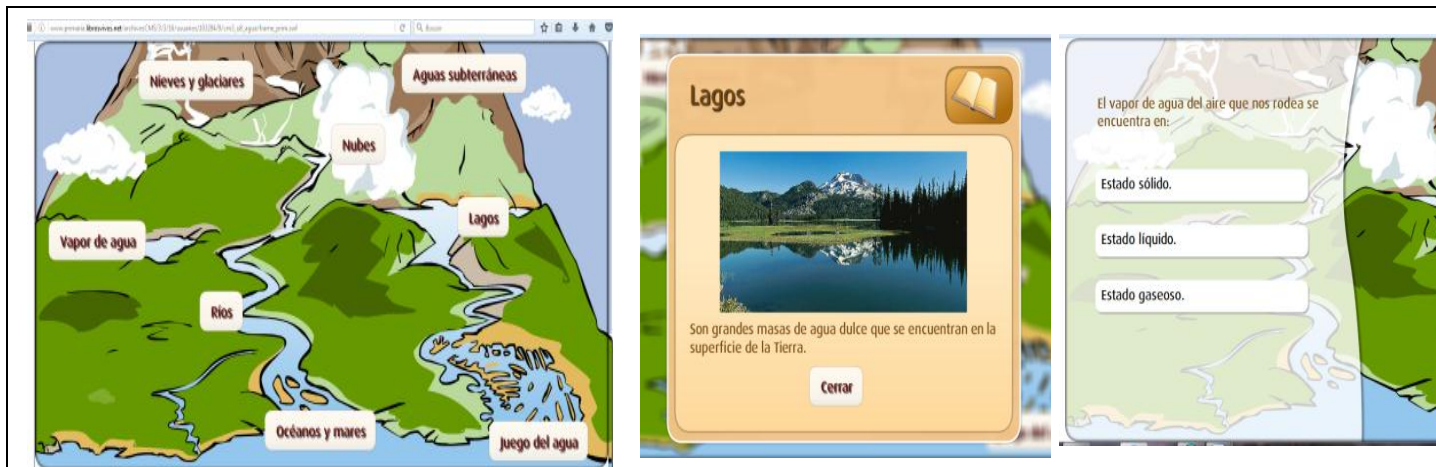 Nieves y glaciares
Aguas subterráneas
Nubes
Lagos
Vapor de agua
Ríos
Océanos y mares
Juego del agua
Lagos
Son grandes masas de agua dulce que se encuentran en la
superficie de la Tierra.
Cerrar
El vapor de agua del aire que nos rodea se
encuentra en:
Estado sólido.
Estado líquido.
Estado gaseoso.